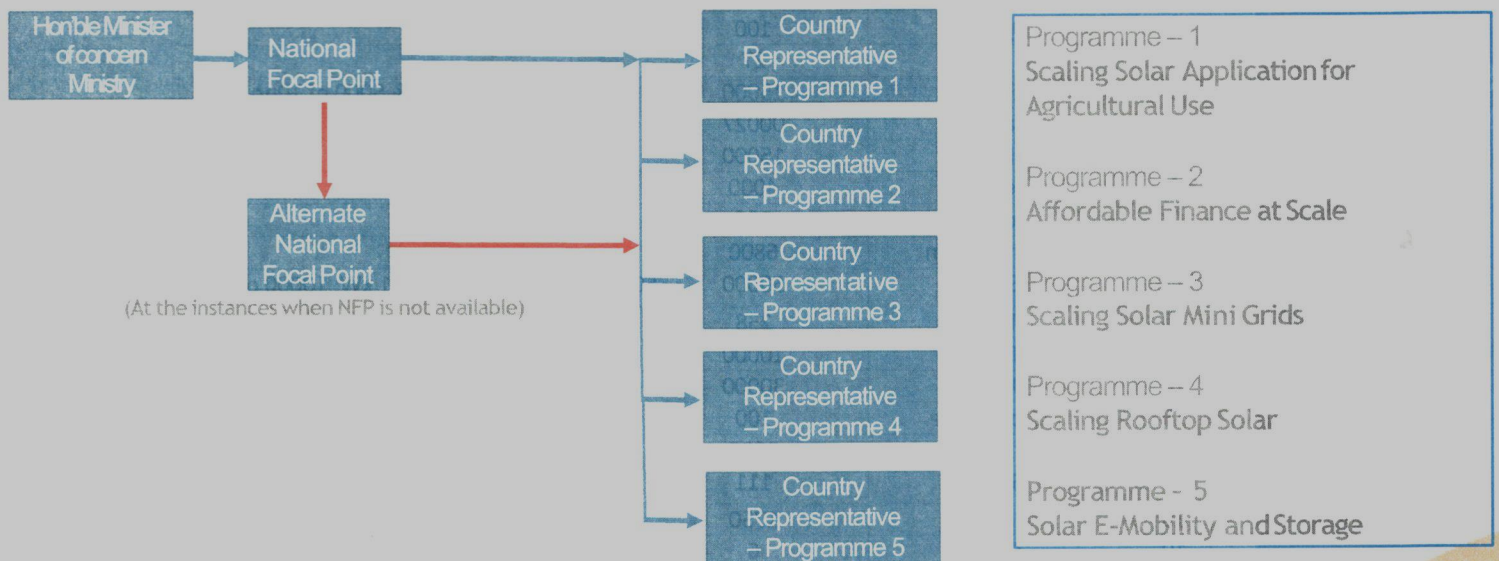 Hon'ble Minister
of concern
Ministry
National
Focal Point
Alternate
National
Focal Point
(At the instances when NFP is not available)
Country
Representative
– Programme 1
Country
Representative
– Programme 2
Country
Representative
– Programme 3
Country
Representative
– Programme 4
Country
Representative
– Programme 5
Programme – 1
Scaling Solar Application for
Agricultural Use
Programme – 2
Affordable Finance at Scale
Programme – 3
Scaling Solar Mini Grids
Programme – 4
Scaling Rooftop Solar
Programme - 5
Solar E-Mobility and Storage